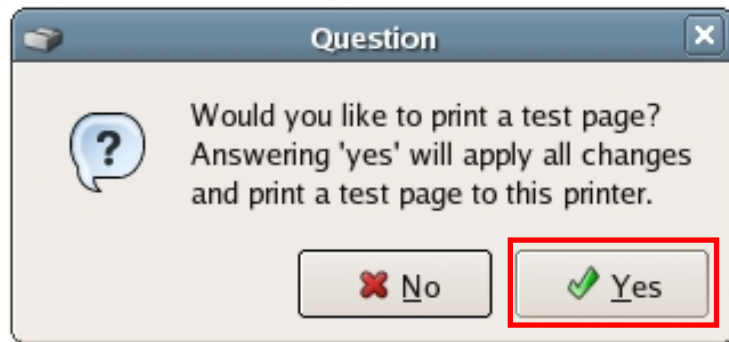 Question
Would you like to print a test page?
Answering 'yes' will apply all changes
and print a test page to this printer.
No
Yes